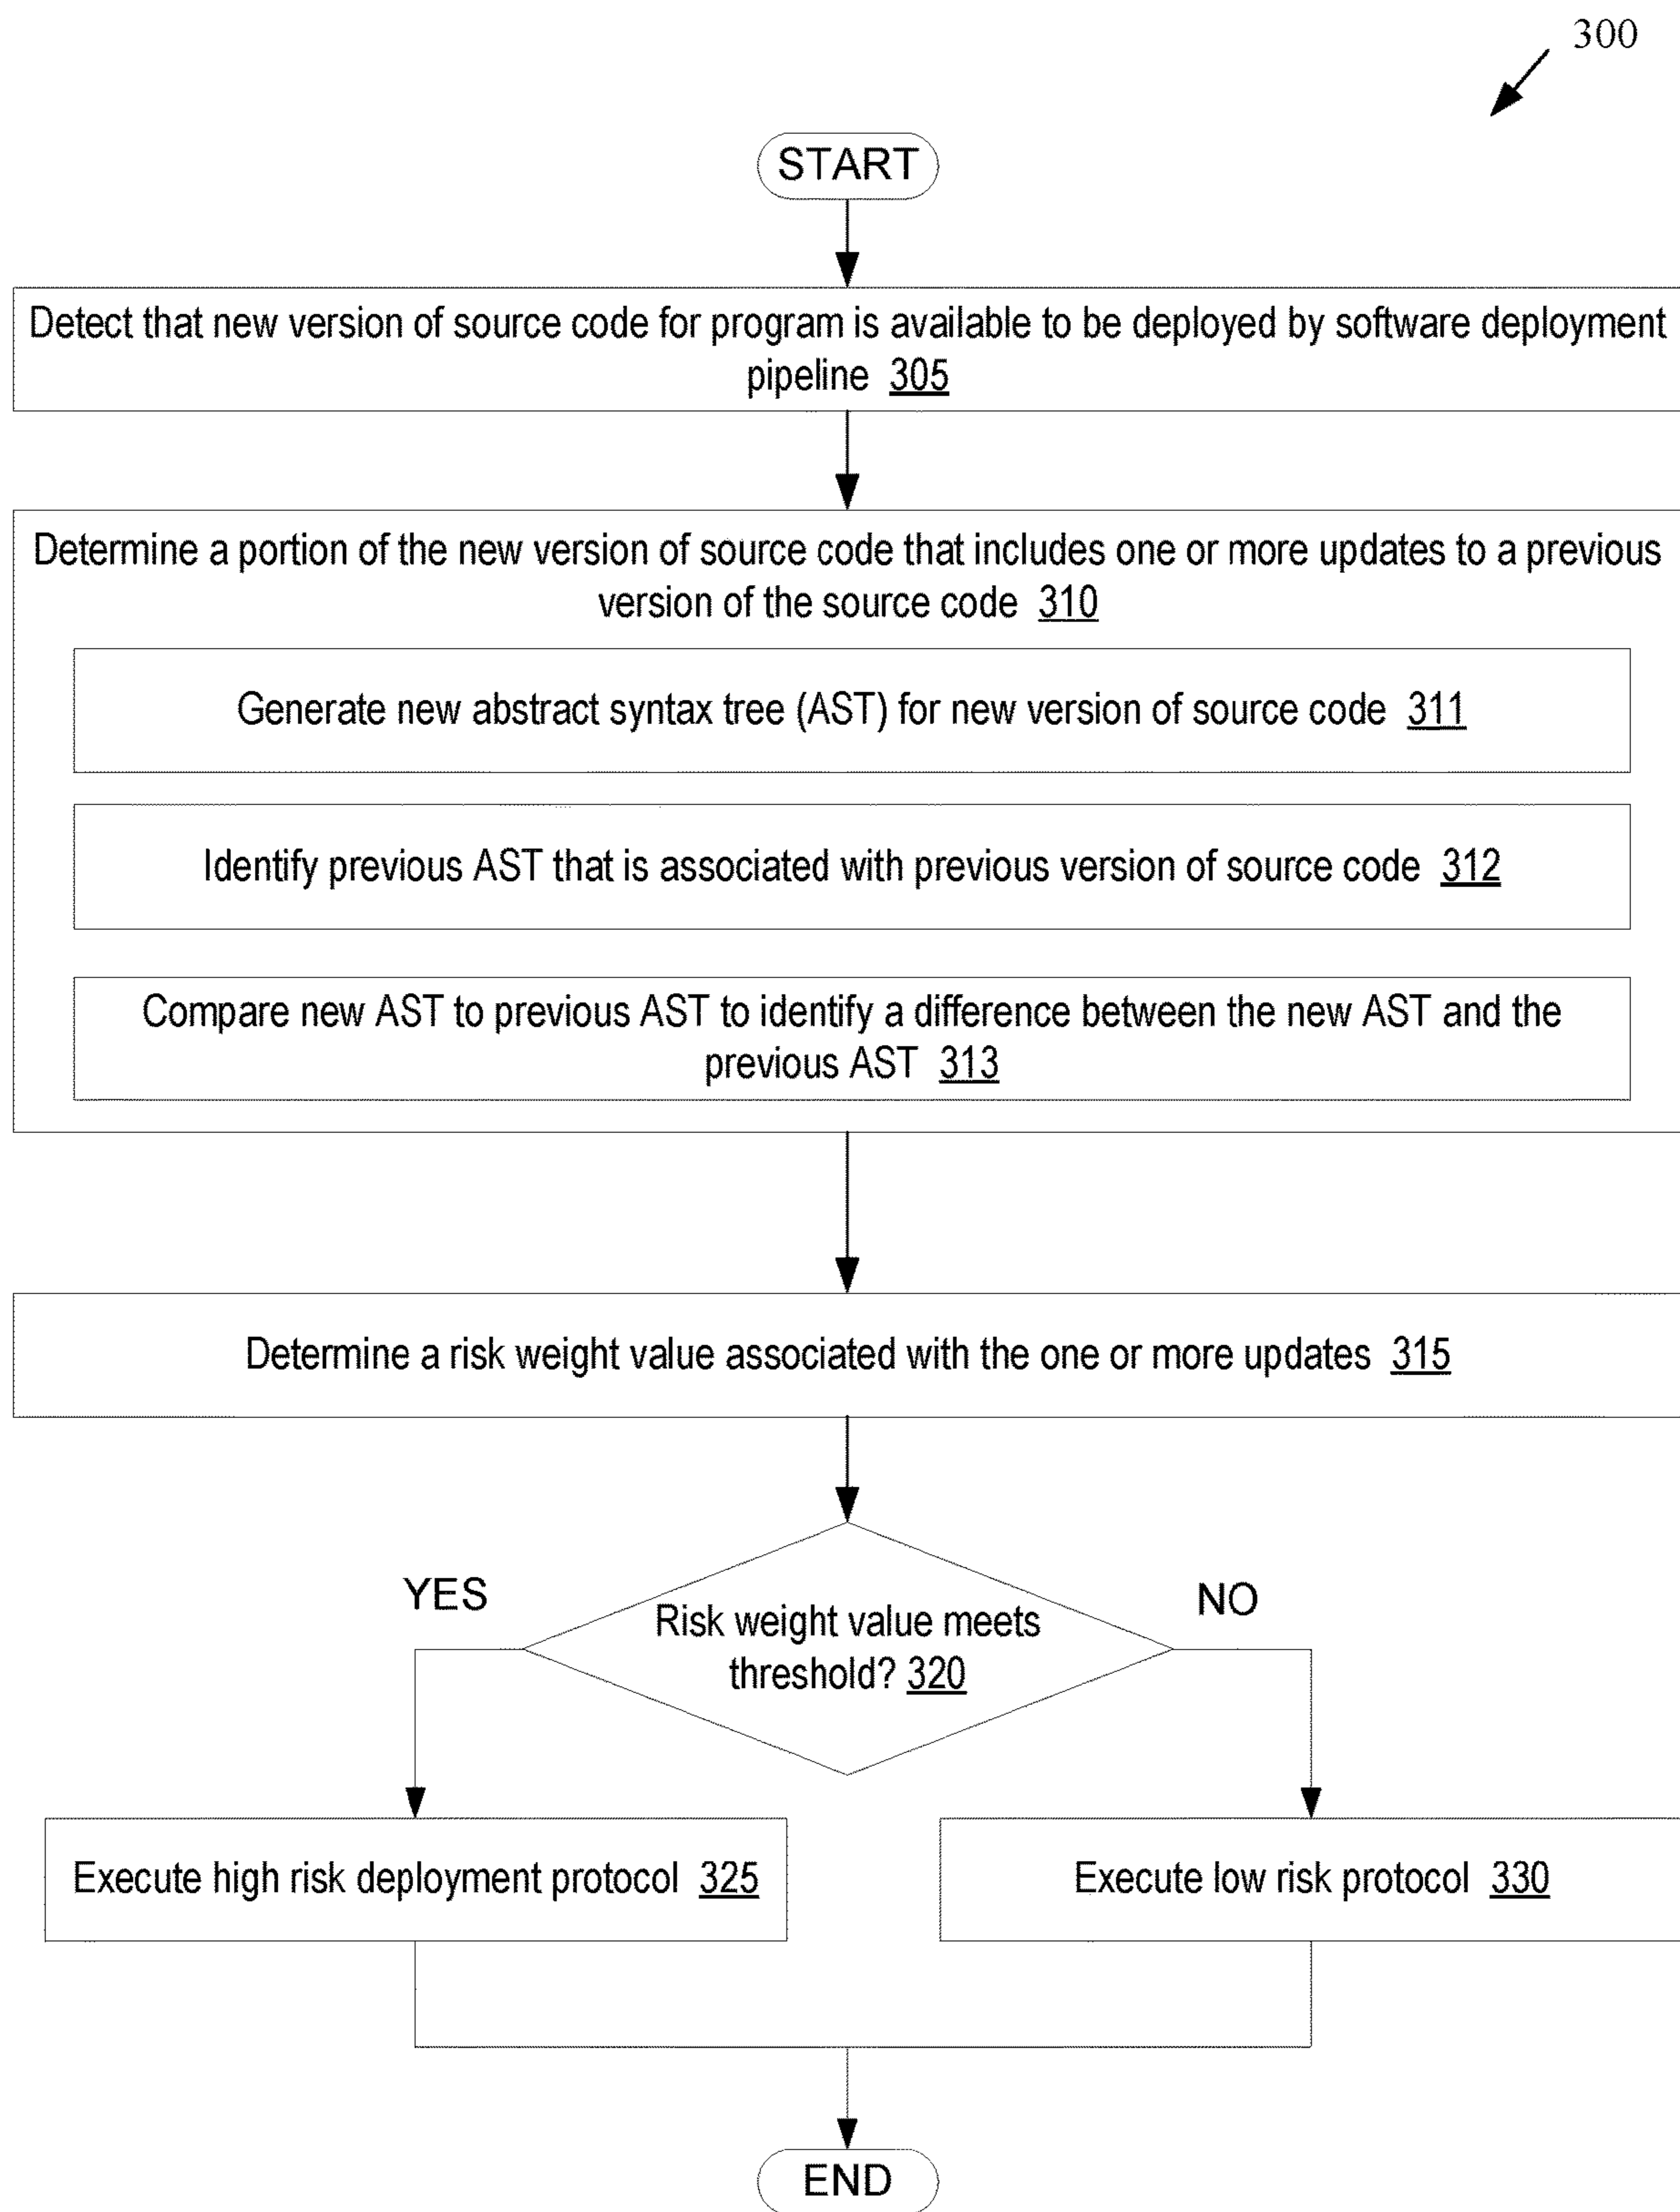 300
START
Detect that new version of source code for program is available to be deployed by software deployment
pipeline 305
Determine a portion of the new version of source code that includes one or more updates to a previous
version of the source code 310
Generate new abstract syntax tree (AST) for new version of source code 311
Identify previous AST that is associated with previous version of source code 312
Compare new AST to previous AST to identify a difference between the new AST and the
previous AST 313
Determine a risk weight value associated with the one or more updates 315
YES
NO
Risk weight value meets
threshold? 320
Execute high risk deployment protocol 325
Execute low risk protocol 330
END